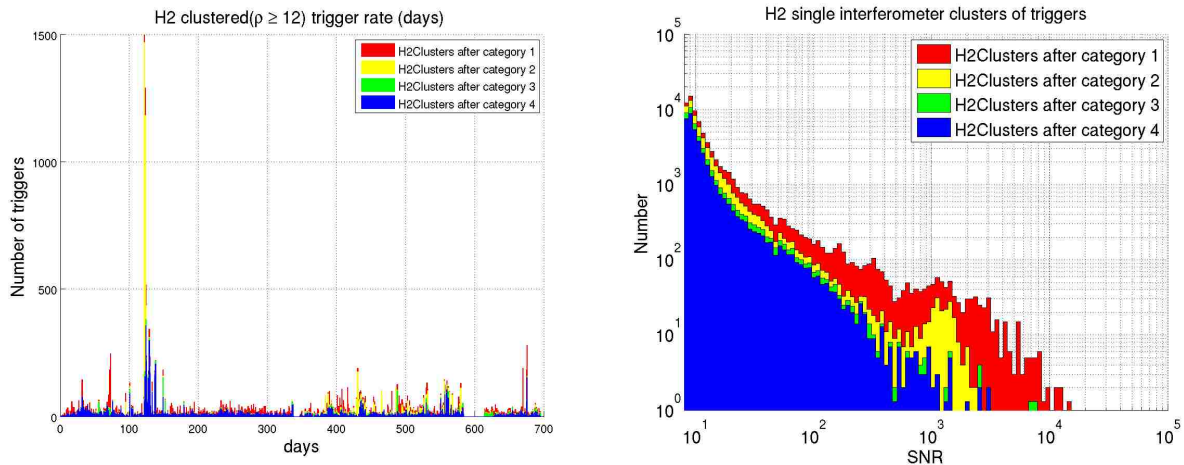 H2 clustered(ρ ≥ 12) trigger rate (days)
1500
1000
500
0
Number of triggers
H2Clusters after category 1
H2Clusters after category 2
H2Clusters after category 3
H2Clusters after category 4
0 100 200 300 400 500 600 700
days
H2 single interferometer clusters of triggers
10^5
10^4
10^3
10^2
10^1
10^0
Number
H2Clusters after category 1
H2Clusters after category 2
H2Clusters after category 3
H2Clusters after category 4
10^1 10^2 10^3 10^4 10^5
SNR